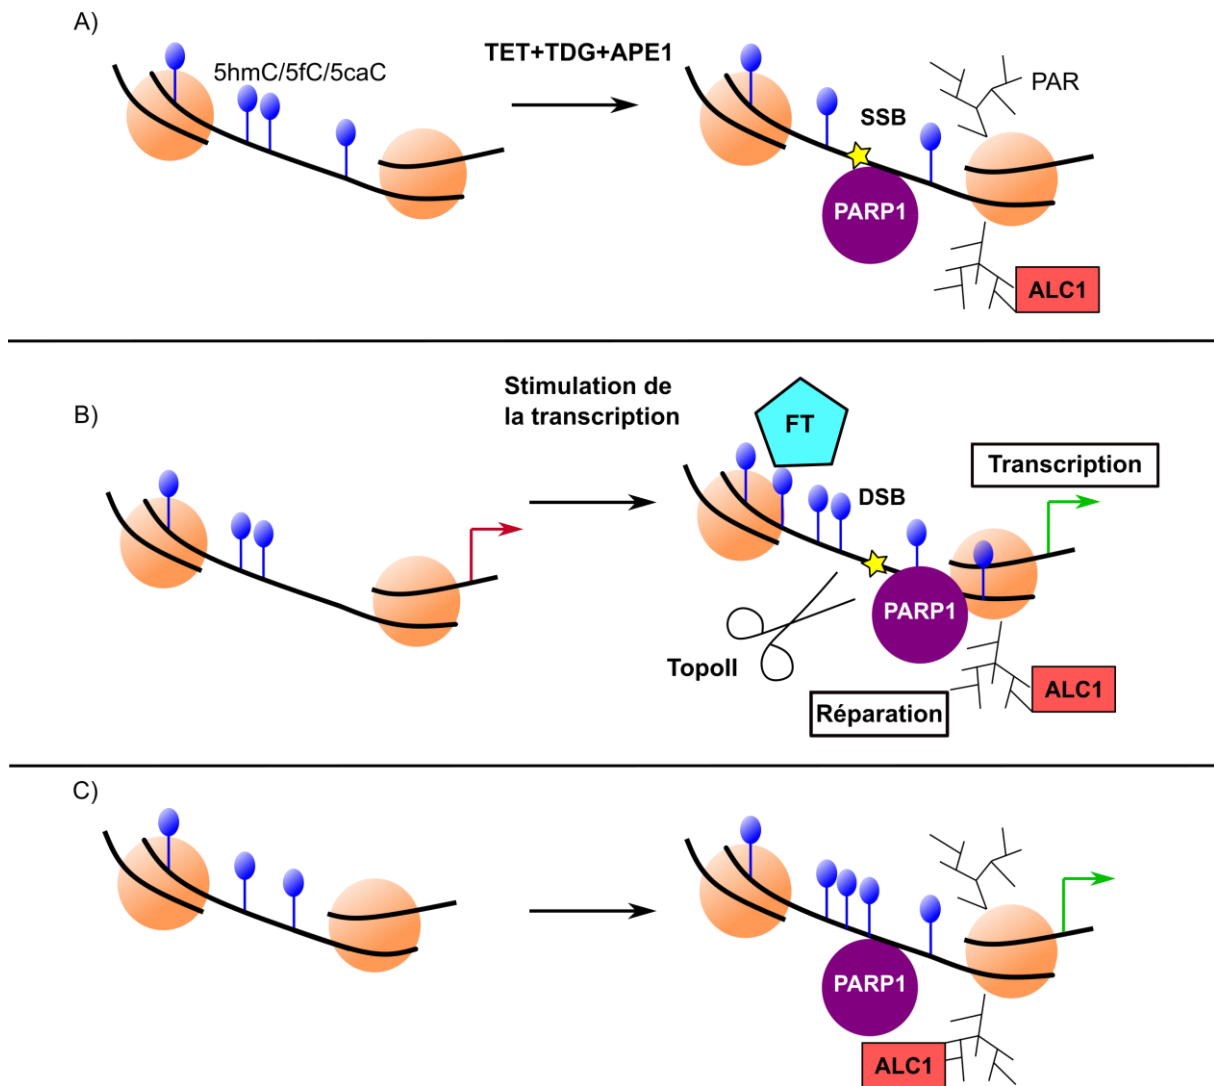 A)
5hmC/5fC/5caC
TET+TDG+APE1
SSB
PAR
PARP1
ALC1
B)
Stimulation de
la transcription
FT
DSB
Transcription
PARP1
TopoII
Réparation
ALC1
C)
PARP1
ALC1